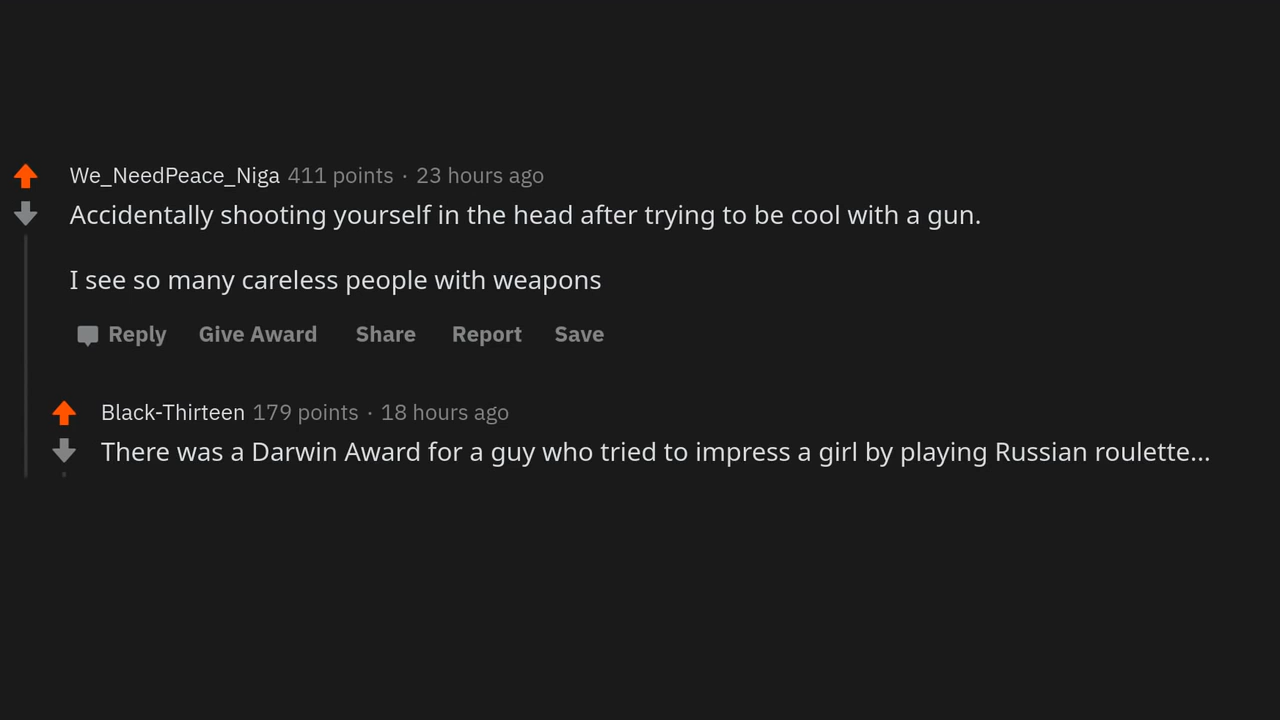 We_NeedPeace_Niga 411 points · 23 hours ago
Accidentally shooting yourself in the head after trying to be cool with a gun.
I see so many careless people with weapons
Reply Give Award Share Report Save
Black-Thirteen 179 points · 18 hours ago
There was a Darwin Award for a guy who tried to impress a girl by playing Russian roulette...